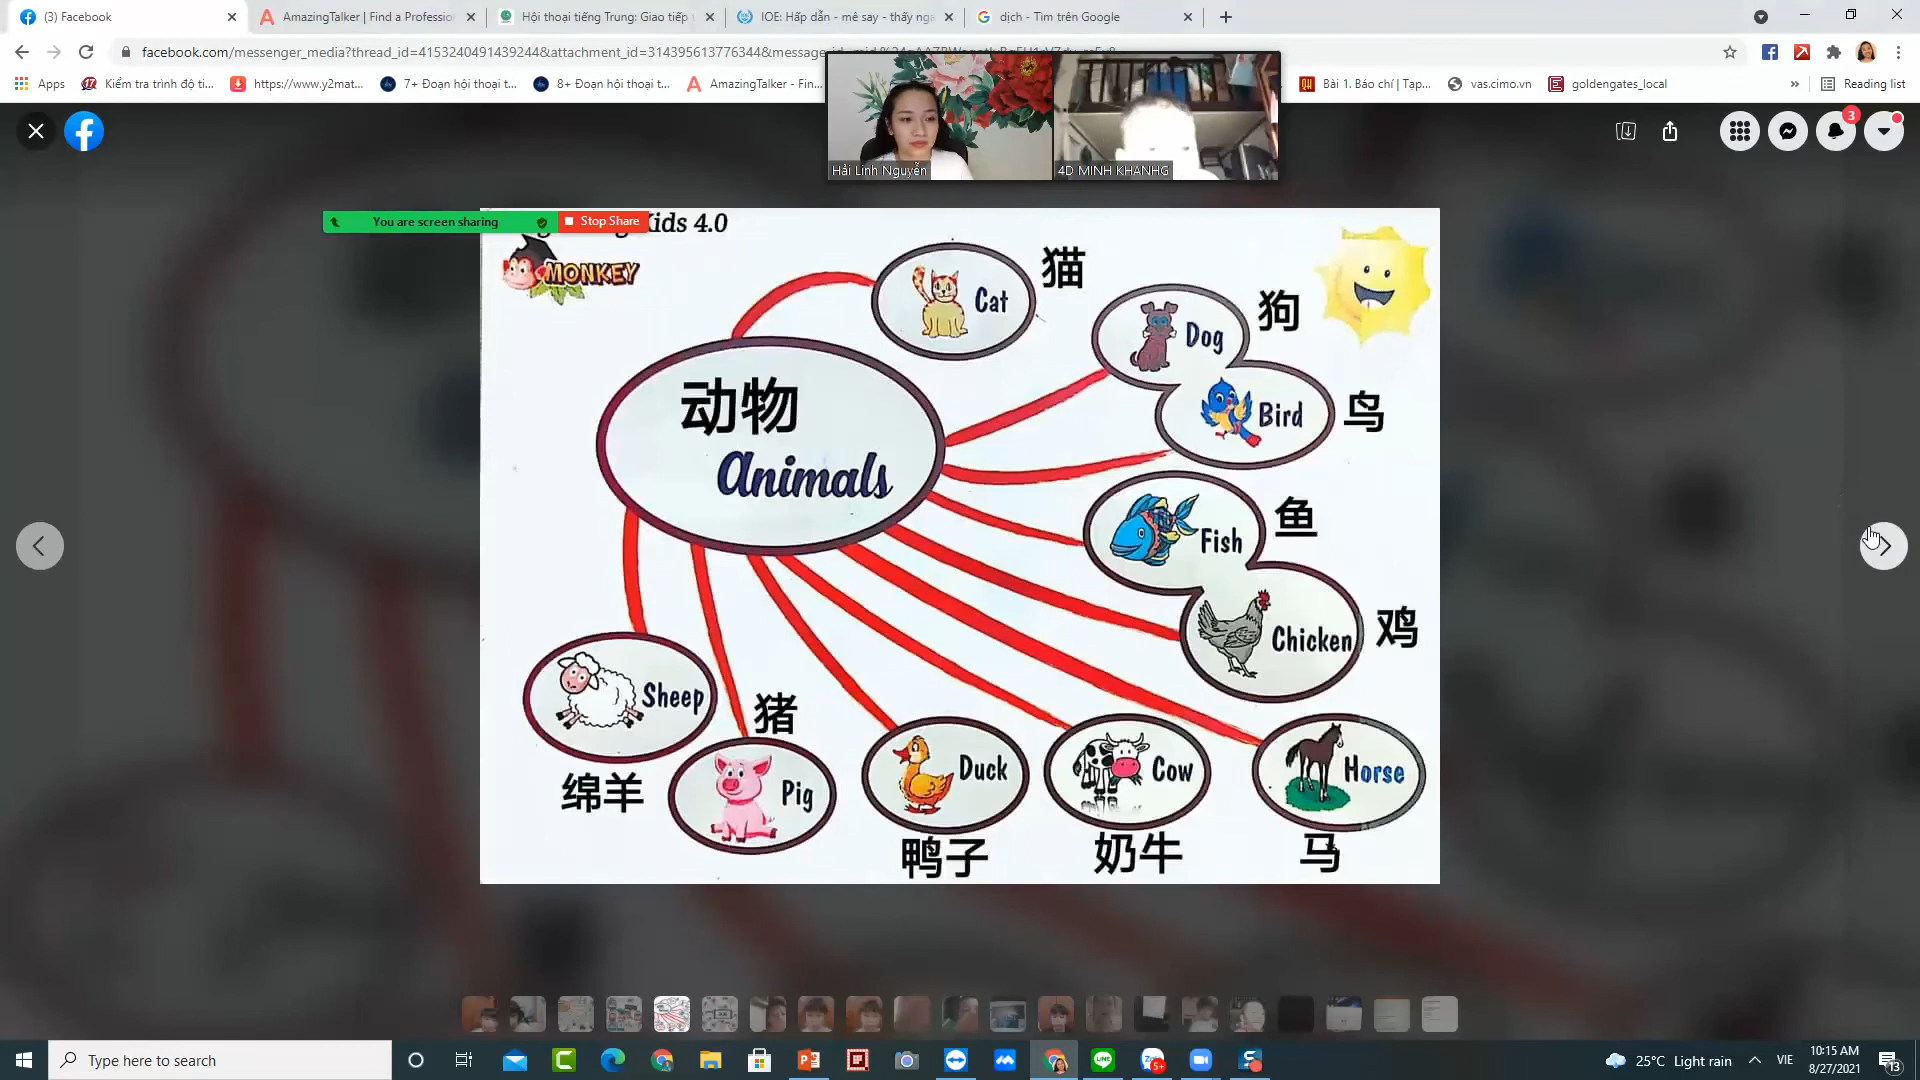 (3) Facebook
AmazingTalker | Find a Professio
Hội thoại tiếng Trung: Giao tiếp
IOE: Hấp dẫn - mê say - thấy ngạ
dịch - Tìm trên Google
facebook.com/messenger_media?thread_id=4153240491439244&attachment_id=314395613776344&message
Apps
Kiểm tra trình độ ti...
https://www.y2mat...
7+ Đoạn hội thoại t...
8+ Đoạn hội thoại t...
AmazingTalker - Fin...
Bài 1. Báo chí | Tạp...
vas.cimo.vn
goldengates_local
»
Reading list
Hải Linh Nguyễn
4D MINH KHANHG
3
You are screen sharing
Stop Share
Kids 4.0
MONKEY
Cat
猫
Dog
狗
Bird
鸟
动物
Animals
Fish
鱼
Chicken
鸡
Sheep
绵羊
猪
Pig
Duck
鸭子
Cow
奶牛
Horse
马
Type here to search
5+
25°C Light rain
VIE
10:15 AM
8/27/2021
13